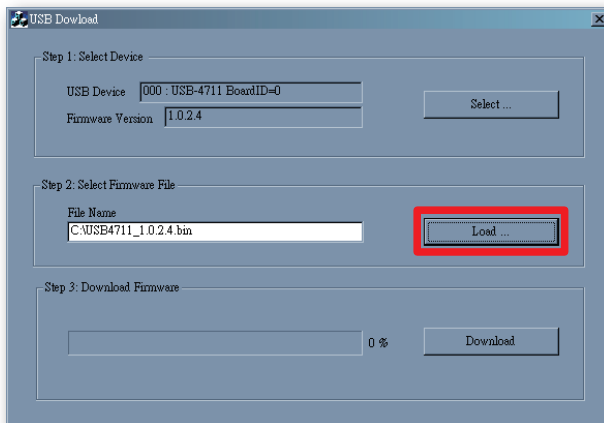 USB Dowload
Step 1: Select Device
USB Device 000 : USB-4711 BoardID=0
Select ...
Firmware Version 1.0.2.4
Step 2: Select Firmware File
File Name
C:\USB4711_1.0.2.4.bin
Load ...
Step 3: Download Firmware
0 %
Download